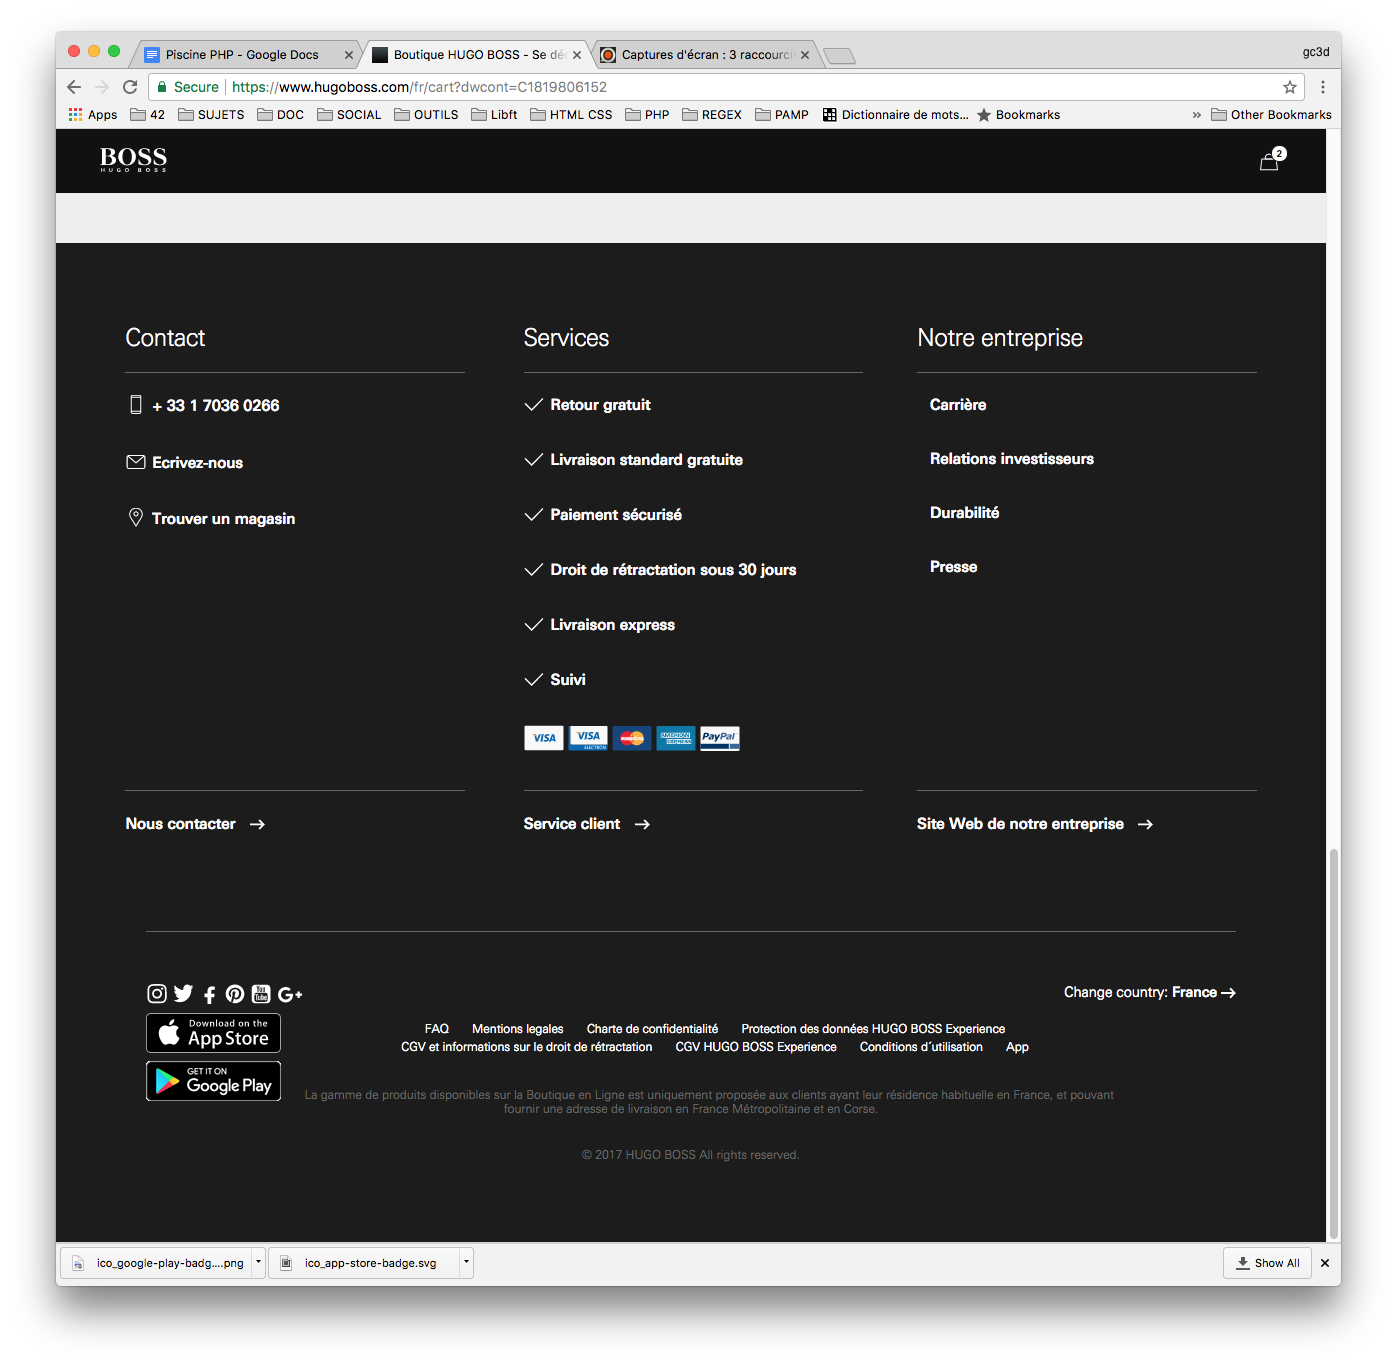 Piscine PHP - Google Docs
Boutique HUGO BOSS - Se dé
Captures d'écran : 3 raccourci
gc3d
Secure
https://www.hugoboss.com/fr/cart?dwcont=C1819806152
Apps
42
SUJETS
DOC
SOCIAL
OUTILS
Libft
HTML CSS
PHP
REGEX
PAMP
Dictionnaire de mots...
Bookmarks
»
Other Bookmarks
BOSS
HUGO BOSS
2
Contact
+ 33 1 7036 0266
Ecrivez-nous
Trouver un magasin
Nous contacter →
Services
Retour gratuit
Livraison standard gratuite
Paiement sécurisé
Droit de rétractation sous 30 jours
Livraison express
Suivi
VISA
VISA ELECTRON
MasterCard
AMERICAN EXPRESS
PayPal
Service client →
Notre entreprise
Carrière
Relations investisseurs
Durabilité
Presse
Site Web de notre entreprise →
You Tube
G+
Change country: France →
Download on the
App Store
GET IT ON
Google Play
FAQ Mentions legales Charte de confidentialité Protection des données HUGO BOSS Experience
CGV et informations sur le droit de rétractation CGV HUGO BOSS Experience Conditions d´utilisation App
La gamme de produits disponibles sur la Boutique en Ligne est uniquement proposée aux clients ayant leur résidence habituelle en France, et pouvant
fournir une adresse de livraison en France Métropolitaine et en Corse.
© 2017 HUGO BOSS All rights reserved.
ico_google-play-badg....png
ico_app-store-badge.svg
Show All